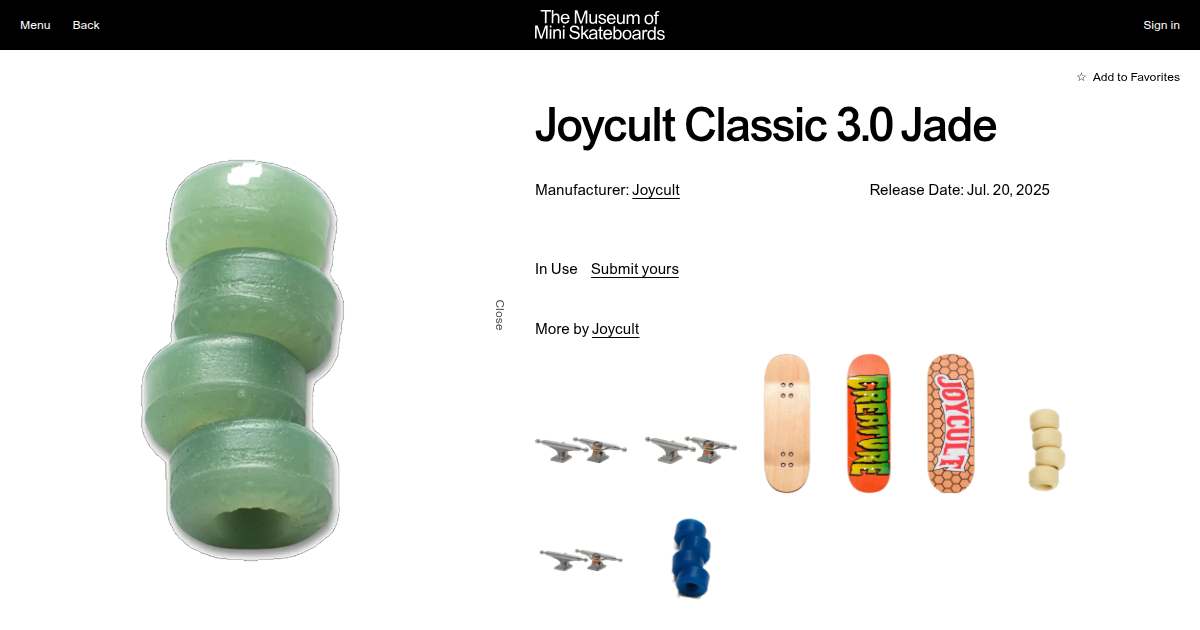 Menu
Back
The Museum of
Mini Skateboards
Sign in
☆ Add to Favorites
Joycult Classic 3.0 Jade
Manufacturer: Joycult
Release Date: Jul. 20, 2025
In Use
Submit yours
Close
More by Joycult
CREATURE
JOYCULT